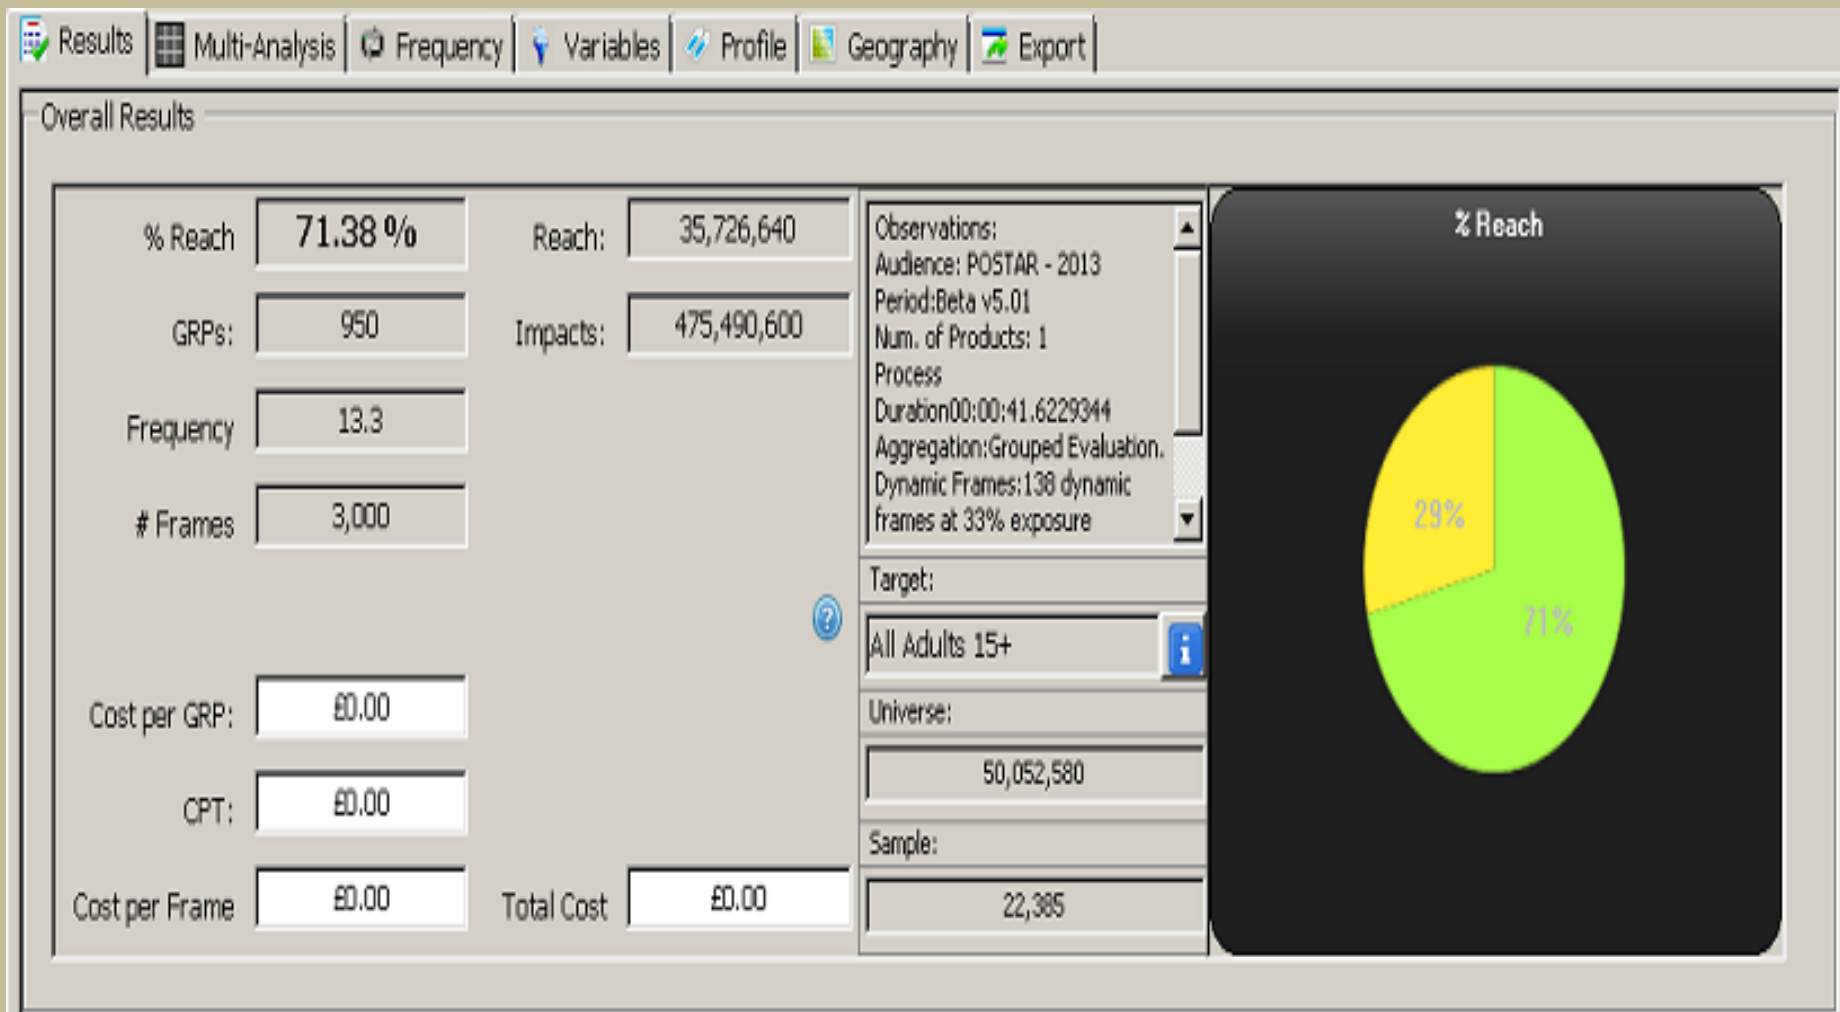 Results Multi-Analysis Frequency Variables Profile Geography Export
Overall Results
% Reach 71.38 % Reach: 35,726,640
GRPs: 950 Impacts: 475,490,600
Frequency 13.3
# Frames 3,000
Cost per GRP: £0.00
CPT: £0.00
Cost per Frame £0.00 Total Cost £0.00
Observations:
Audience: POSTAR - 2013
Period:Beta v5.01
Num. of Products: 1
Process
Duration00:00:41.6229344
Aggregation:Grouped Evaluation.
Dynamic Frames:138 dynamic
frames at 33% exposure
Target:
All Adults 15+
Universe:
50,052,580
Sample:
22,385
% Reach
29%
71%